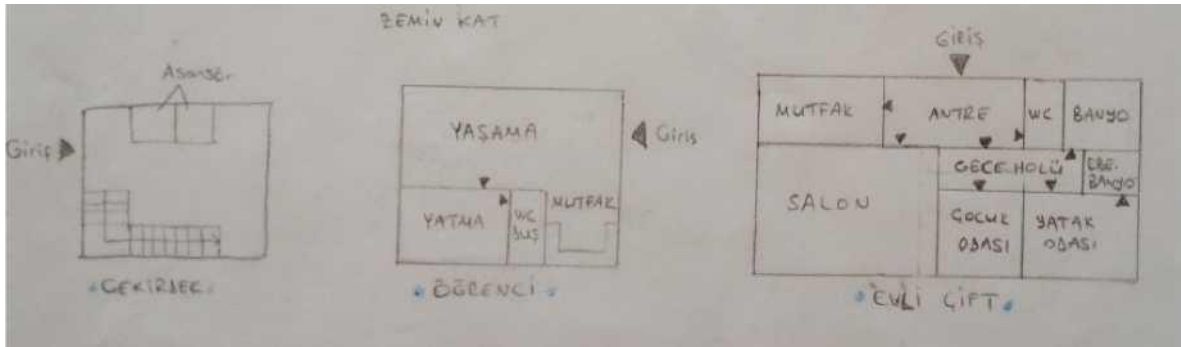 ZEMİN KAT
Asansör
Giriş
ÇEKİRDEK
YAŞAMA
Giriş
YATMA
WC
DUŞ
MUTFAK
ÖĞRENCİ
GİRİŞ
MUTFAK
ANTRE
WC
BANYO
GECE HOLÜ
EBE.
BANYO
SALON
ÇOCUK
ODASI
YATAK
ODASI
EVLİ ÇİFT